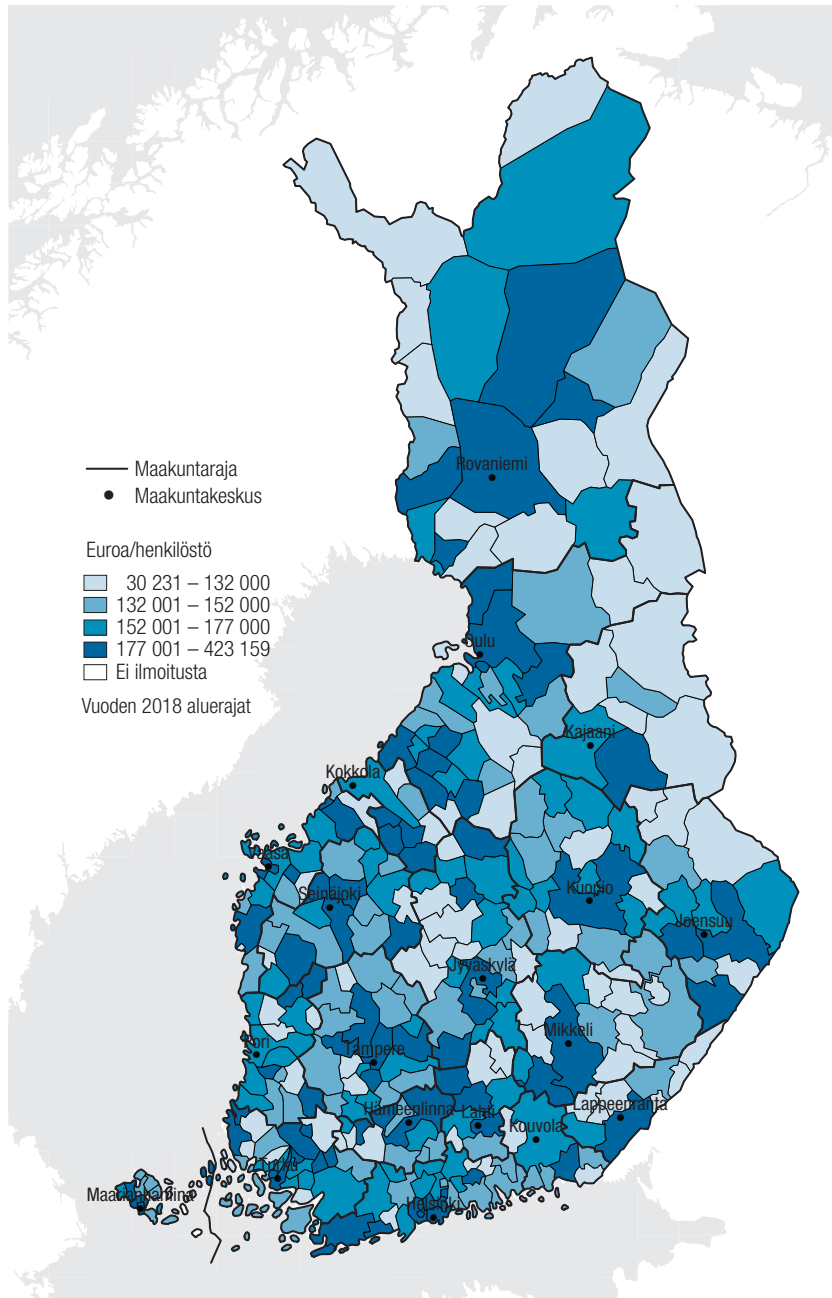 Rovaniemi
Maakuntaraja
Maakuntakeskus
Euroa/henkilöstö
30 231 – 132 000
132 001 – 152 000
152 001 – 177 000
177 001 – 423 159
Ei ilmoitusta
Vuoden 2018 aluerajat
Oulu
Kajaani
Kokkola
Vaasa
Seinäjoki
Kuopio
Joensuu
Jyväskylä
Mikkeli
Pori
Tampere
Hämeenlinna
Lahti
Lappeenranta
Kouvola
Turku
Maarianhamina
Helsinki